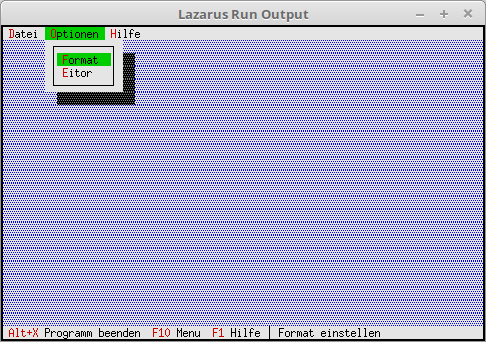 Lazarus Run Output
Datei Optionen Hilfe
Format
Eitor
Alt+X Programm beenden F10 Menu F1 Hilfe | Format einstellen